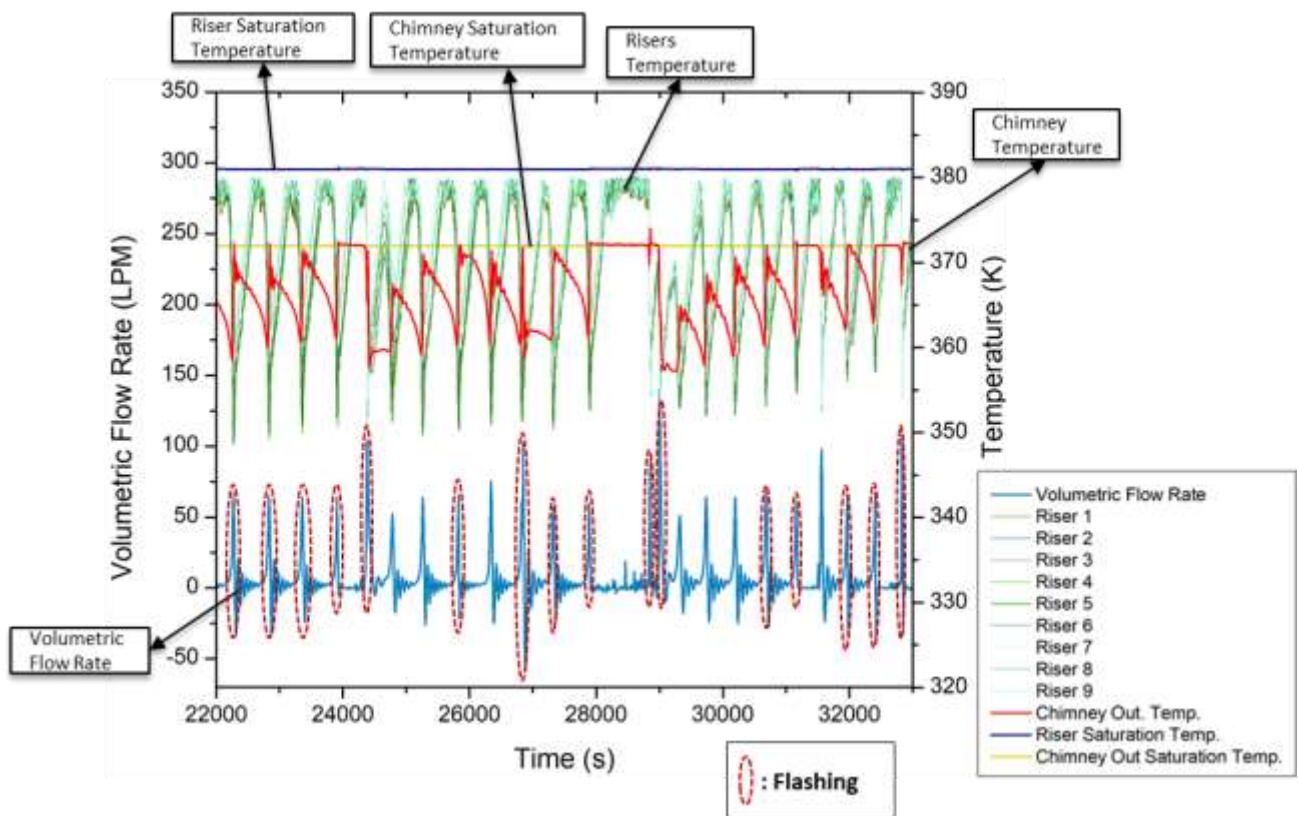 Riser Saturation
Temperature
Chimney Saturation
Temperature
Risers
Temperature
Chimney
Temperature
350
300
250
200
150
100
50
0
-50
390
380
370
360
350
340
330
320
Volumetric Flow Rate (LPM)
Temperature (K)
Volumetric
Flow Rate
22000
24000
26000
28000
30000
32000
Time (s)
Volumetric Flow Rate
Riser 1
Riser 2
Riser 3
Riser 4
Riser 5
Riser 6
Riser 7
Riser 8
Riser 9
Chimney Out. Temp.
Riser Saturation Temp.
Chimney Out Saturation Temp.
: Flashing